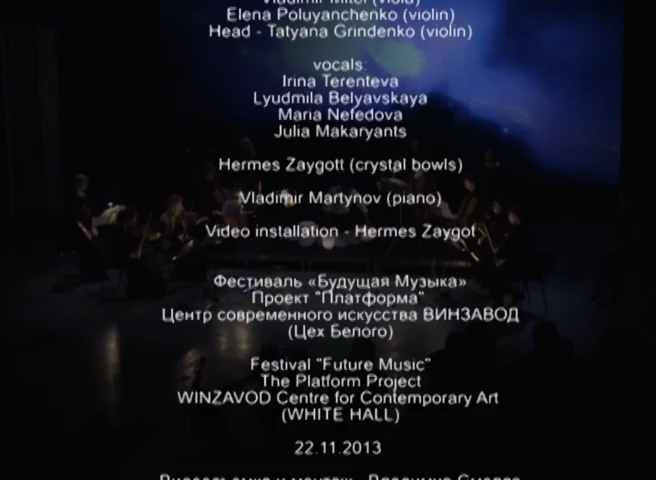 Elena Poluyanchenko (violin)
Head - Tatyana Grindenko (violin)
vocals:
Irina Terenteva
Lyudmila Belyavskaya
Maria Nefedova
Julia Makaryants
Hermes Zaygott (crystal bowls)
Vladimir Martynov (piano)
Video installation - Hermes Zaygot
Фестиваль «Будущая Музыка»
Проект "Платформа"
Центр современного искусства ВИНЗАВОД
(Цех Белого)
Festival "Future Music"
The Platform Project
WINZAVOD Centre for Contemporary Art
(WHITE HALL)
22.11.2013